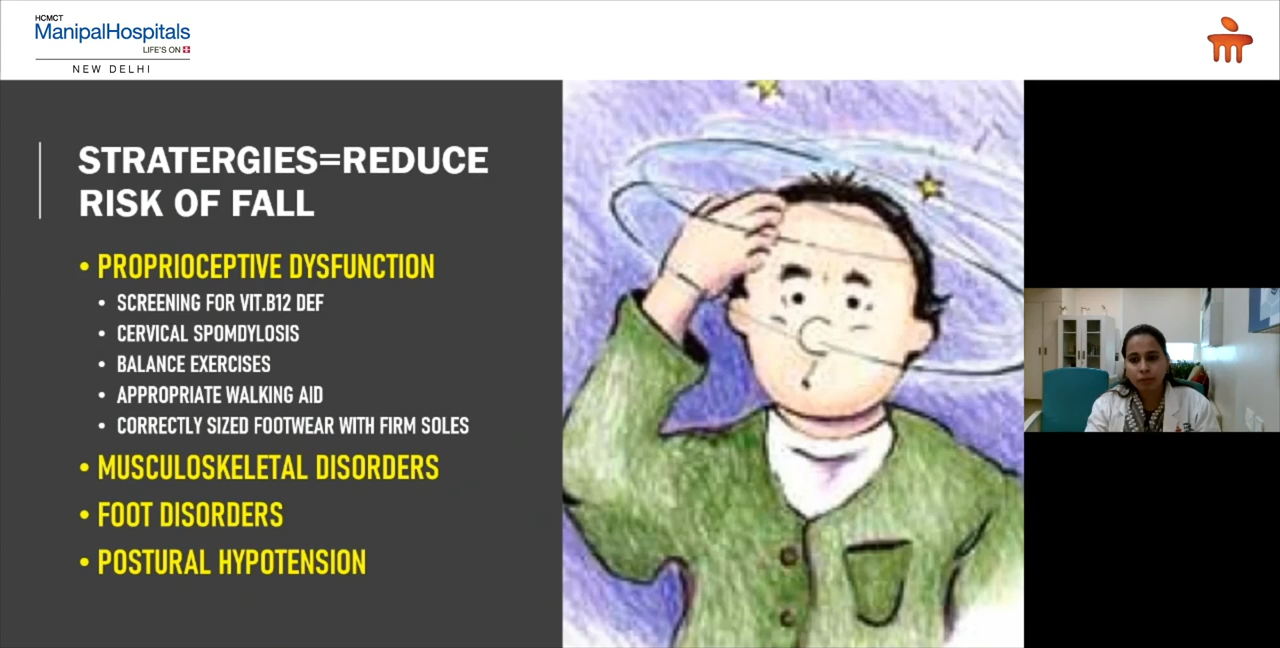 HCMCT
ManipalHospitals
LIFE'S ON
NEW DELHI
STRATERGIES=REDUCE
RISK OF FALL
• PROPRIOCEPTIVE DYSFUNCTION
• SCREENING FOR VIT.B12 DEF
• CERVICAL SPOMDYLOSIS
• BALANCE EXERCISES
• APPROPRIATE WALKING AID
• CORRECTLY SIZED FOOTWEAR WITH FIRM SOLES
• MUSCULOSKELETAL DISORDERS
• FOOT DISORDERS
• POSTURAL HYPOTENSION